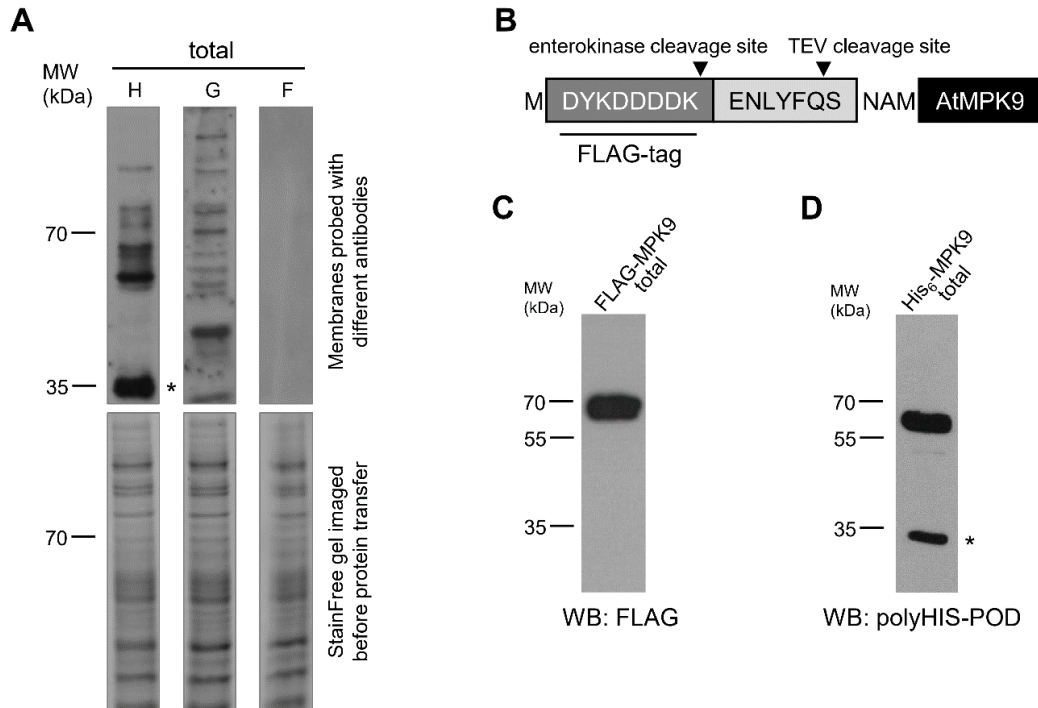 A
total
MW
(kDa)
H G F
70
35
*
Membranes probed with
different antibodies
70
StainFree gel imaged
before protein transfer
B
enterokinase cleavage site TEV cleavage site
M DYKDDDDK ENLYFQS NAM AtMPK9
FLAG-tag
C
FLAG-MPK9
total
MW
(kDa)
70
55
35
WB: FLAG
D
His₆-MPK9
total
MW
(kDa)
70
55
35
*
WB: polyHIS-POD